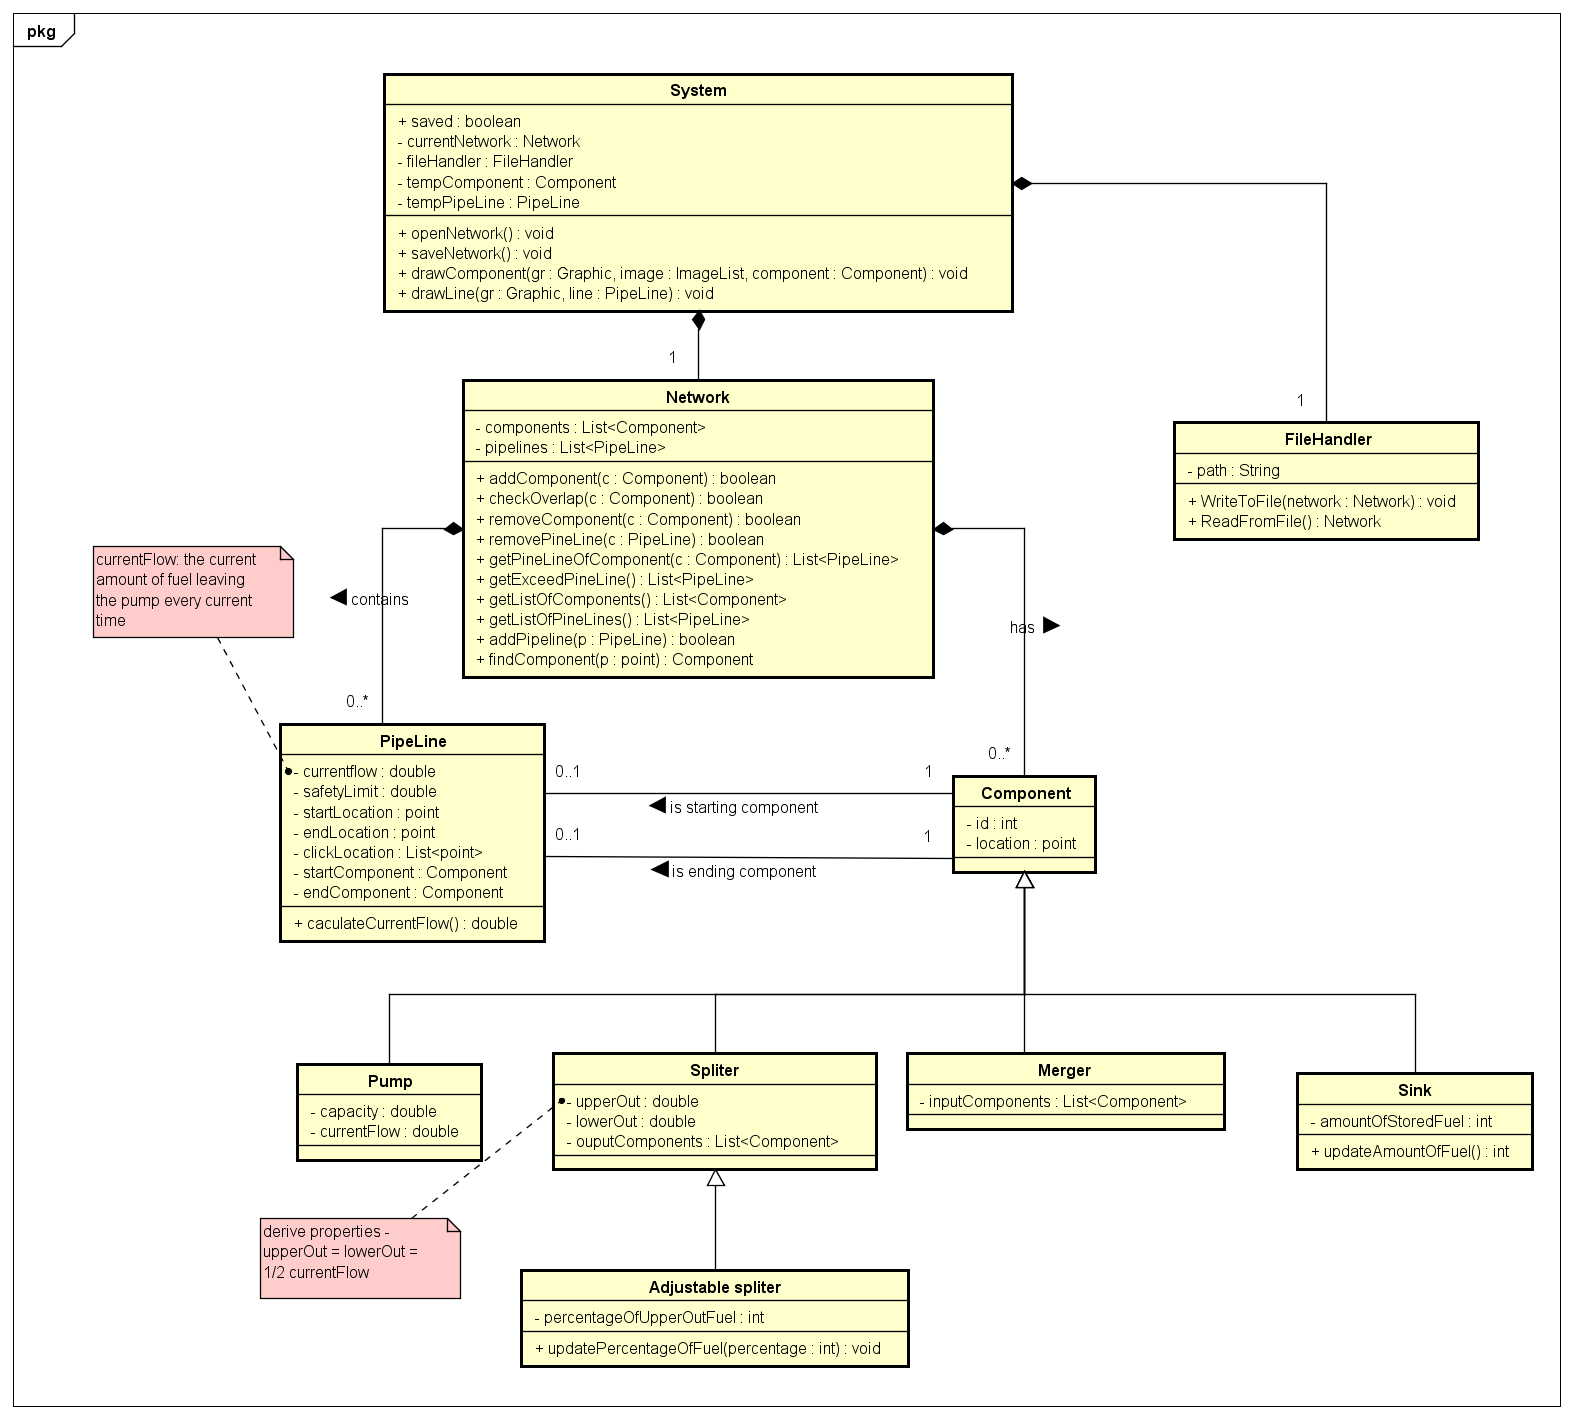 pkg
System
+ saved : boolean
- currentNetwork : Network
- fileHandler : FileHandler
- tempComponent : Component
- tempPipeLine : PipeLine
+ openNetwork() : void
+ saveNetwork() : void
+ drawComponent(gr : Graphic, image : ImageList, component : Component) : void
+ drawLine(gr : Graphic, line : PipeLine) : void
1
1
Network
- components : List<Component>
- pipelines : List<PipeLine>
+ addComponent(c : Component) : boolean
+ checkOverlap(c : Component) : boolean
+ removeComponent(c : Component) : boolean
+ removePineLine(c : PipeLine) : boolean
+ getPineLineOfComponent(c : Component) : List<PipeLine>
+ getExceedPineLine() : List<PipeLine>
+ getListOfComponents() : List<Component>
+ getListOfPineLines() : List<PipeLine>
+ addPipeline(p : PipeLine) : boolean
+ findComponent(p : point) : Component
FileHandler
- path : String
+ WriteToFile(network : Network) : void
+ ReadFromFile() : Network
currentFlow: the current
amount of fuel leaving
the pump every current
time
contains
has
0..*
0..*
PipeLine
- currentflow : double
- safetyLimit : double
- startLocation : point
- endLocation : point
- clickLocation : List<point>
- startComponent : Component
- endComponent : Component
+ caculateCurrentFlow() : double
0..1
1
is starting component
0..1
1
is ending component
Component
- id : int
- location : point
Pump
- capacity : double
- currentFlow : double
Spliter
- upperOut : double
- lowerOut : double
- ouputComponents : List<Component>
Merger
- inputComponents : List<Component>
Sink
- amountOfStoredFuel : int
+ updateAmountOfFuel() : int
derive properties -
upperOut = lowerOut =
1/2 currentFlow
Adjustable spliter
- percentageOfUpperOutFuel : int
+ updatePercentageOfFuel(percentage : int) : void